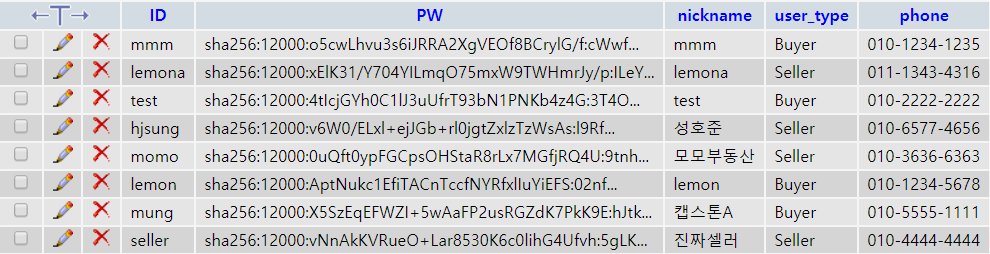 ID PW nickname user_type phone
mmm sha256:12000:o5cwLhvu3s6iJRRA2XgVEOf8BCrylG/f:cWwf... mmm Buyer 010-1234-1235
lemona sha256:12000:xElK31/Y704YILmqO75mxW9TWHmrJy/p:ILeY... lemona Seller 011-1343-4316
test sha256:12000:4tIcjGYh0C1lJ3uUfrT93bN1PNKb4z4G:3T4O... test Buyer 010-2222-2222
hjsung sha256:12000:v6W0/ELxl+ejJGb+rl0jgtZxlzTzWsAs:l9Rf... 성호준 Seller 010-6577-4656
momo sha256:12000:0uQft0ypFGCpsOHStaR8rLx7MGfjRQ4U:9tnh... 모모부동산 Seller 010-3636-6363
lemon sha256:12000:AptNukc1EfiTACnTccfNYRfxlIuYiEFS:02nf... lemon Buyer 010-1234-5678
mung sha256:12000:X5SzEqEFWZI+5wAaFP2usRGZdK7PkK9E:hJtk... 캡스톤A Buyer 010-5555-1111
seller sha256:12000:vNnAkKVRueO+Lar8530K6c0lihG4Ufvh:5gLK... 진짜셀러 Seller 010-4444-4444